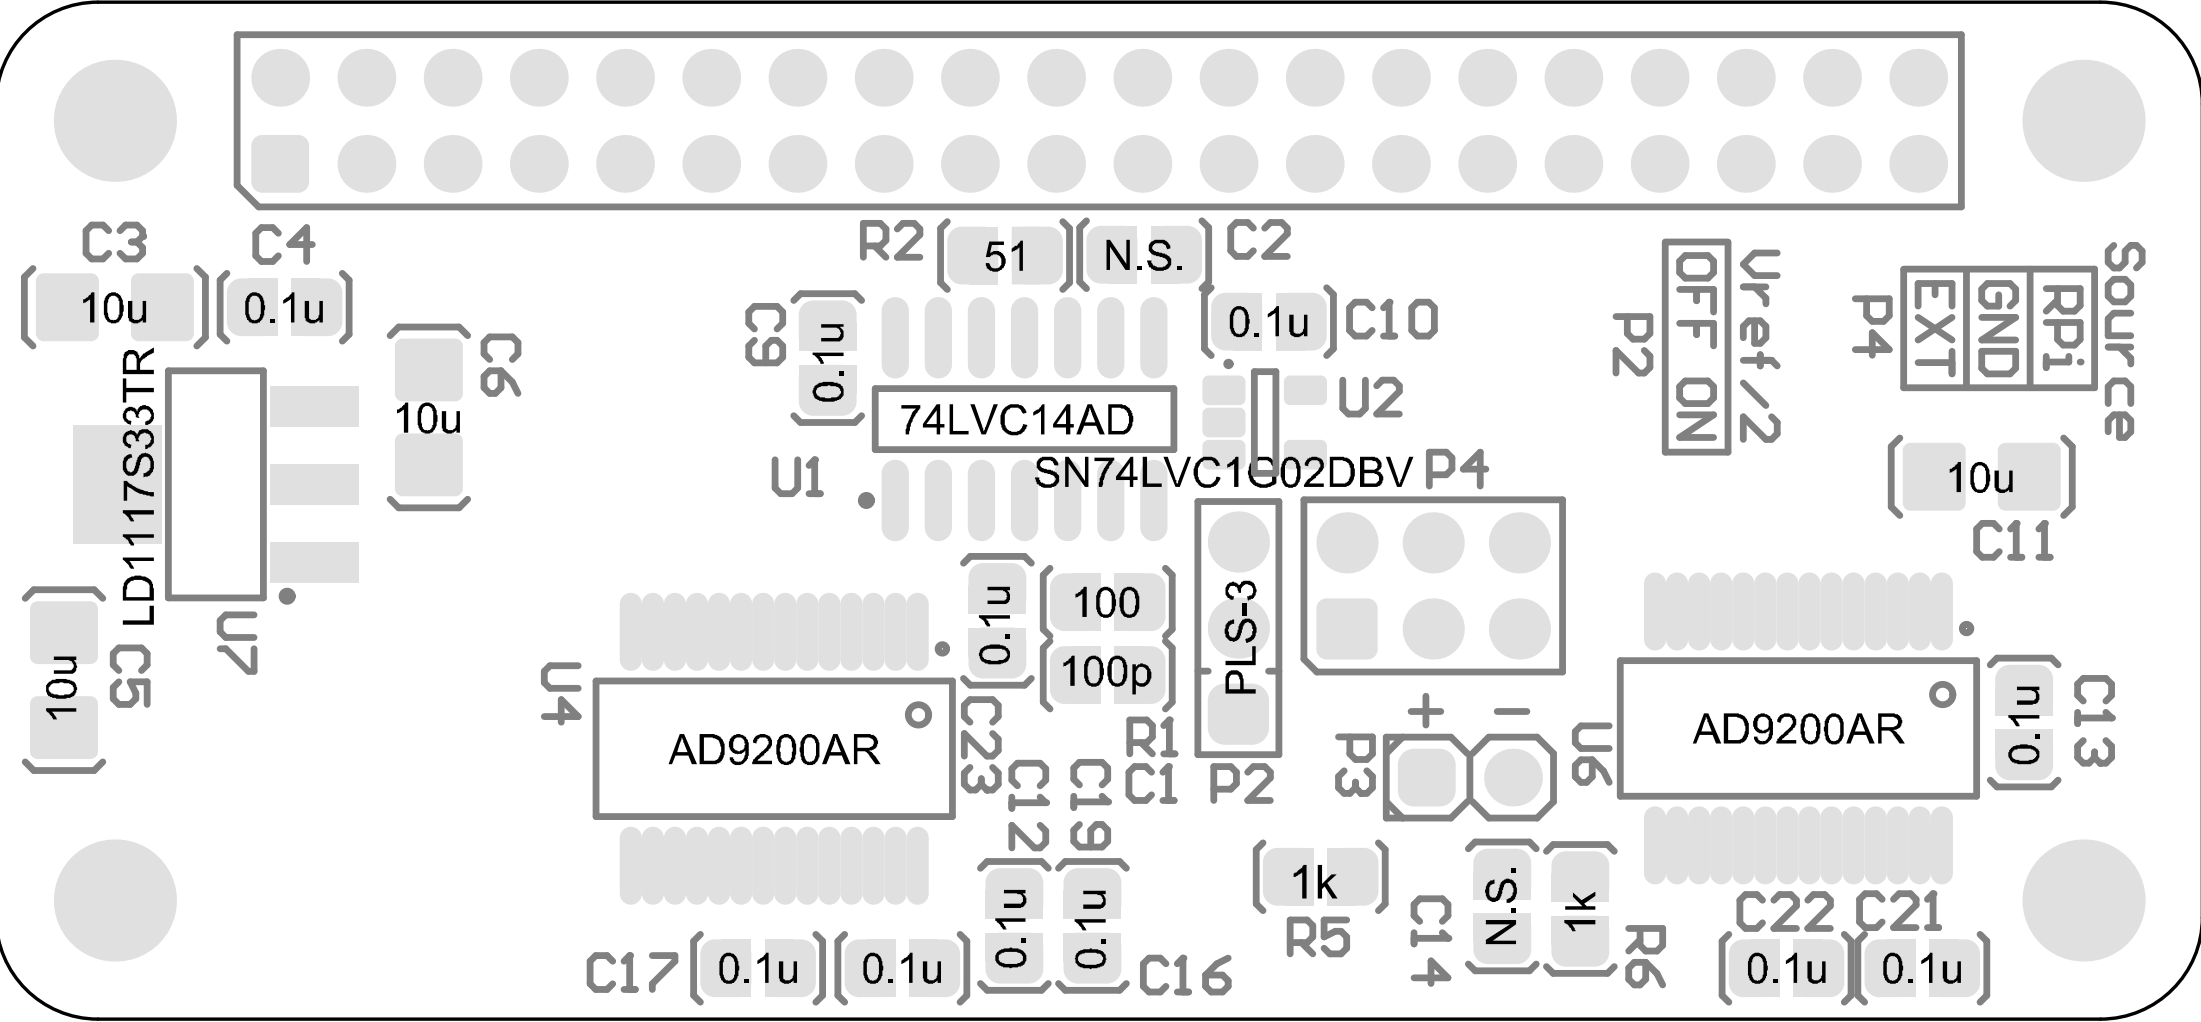 C3
C4
R2
51
N.S.
C2
10u
0.1u
C6
10u
C9
0.1u
0.1u
C10
74LVC14AD
U2
U1
SN74LVC1G02DBV
P4
P2
OFF ON
Vref/2
P4
EXT
GND
RPi
Source
10u
C11
LD1117S33TR
U7
10u
C5
0.1u
C23
100
100p
R1
C1
PLS-3
P2
+ -
P3
U4
AD9200AR
U6
AD9200AR
0.1u
C13
C12
C19
0.1u
0.1u
C17
0.1u
0.1u
C16
1k
R5
C14
N.S.
1k
R6
C22
C21
0.1u
0.1u